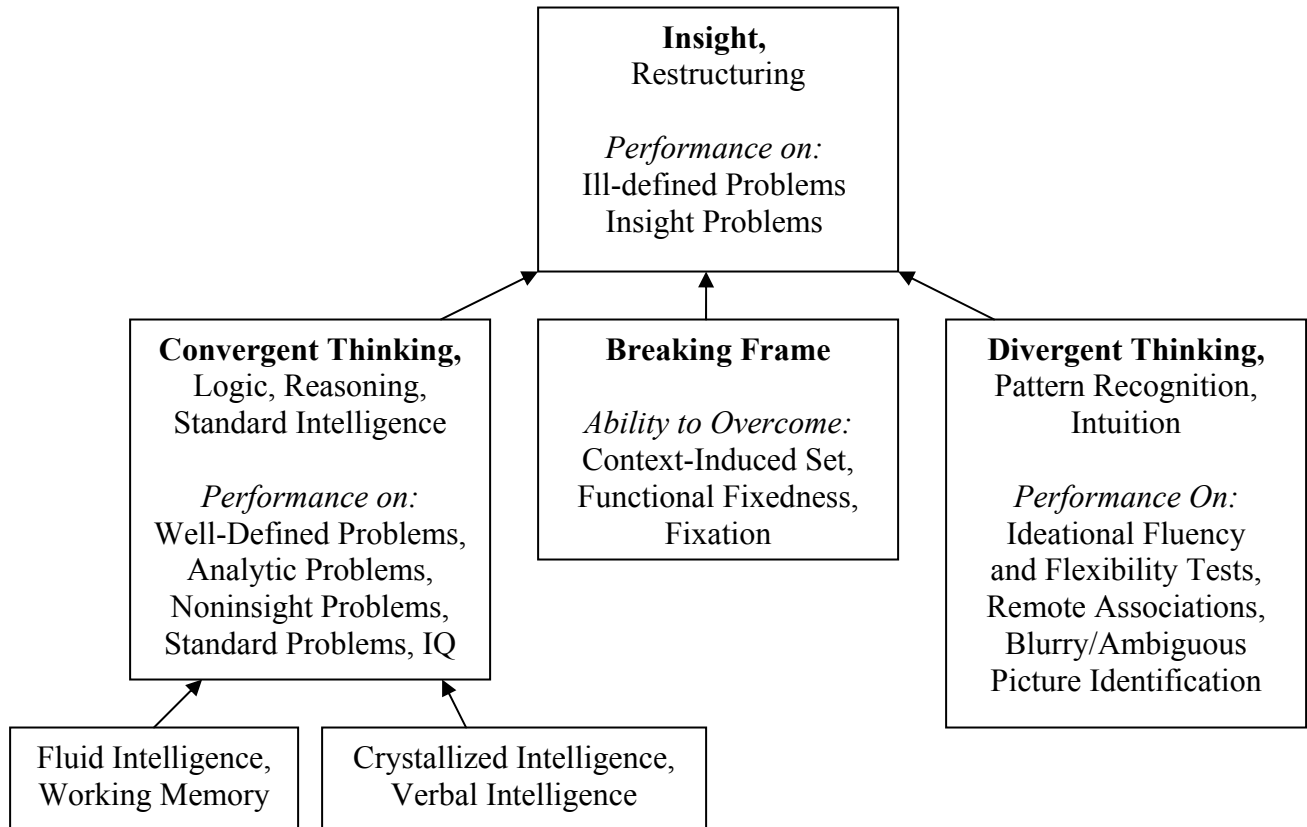 Insight,
Restructuring
Performance on:
Ill-defined Problems
Insight Problems
Convergent Thinking,
Logic, Reasoning,
Standard Intelligence
Performance on:
Well-Defined Problems,
Analytic Problems,
Noninsight Problems,
Standard Problems, IQ
Breaking Frame
Ability to Overcome:
Context-Induced Set,
Functional Fixedness,
Fixation
Divergent Thinking,
Pattern Recognition,
Intuition
Performance On:
Ideational Fluency
and Flexibility Tests,
Remote Associations,
Blurry/Ambiguous
Picture Identification
Fluid Intelligence,
Working Memory
Crystallized Intelligence,
Verbal Intelligence